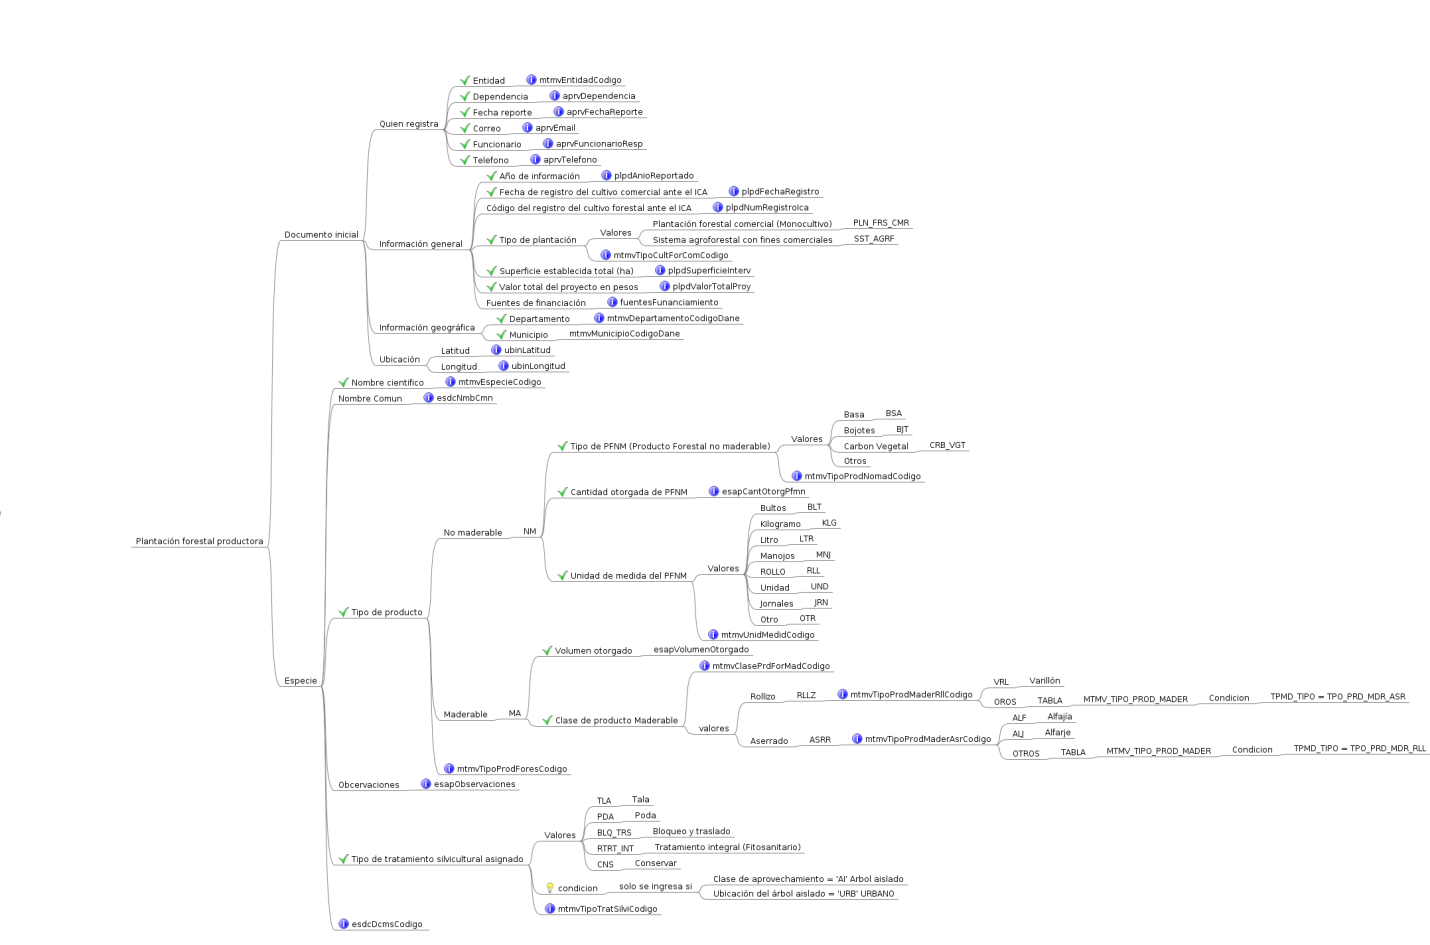 Plantación forestal productora
Documento inicial
Quien registra
Entidad mtmvEntidadCodigo
Dependencia aprvDependencia
Fecha reporte aprvFechaReporte
Correo aprvEmail
Funcionario aprvFuncionarioResp
Telefono aprvTelefono
Información general
Año de información plpdAnioReportado
Fecha de registro del cultivo comercial ante el ICA plpdFechaRegistro
Código del registro del cultivo forestal ante el ICA plpdNumRegistroIca
Tipo de plantación
Valores
Plantación forestal comercial (Monocultivo) PLN_FRS_CMR
Sistema agroforestal con fines comerciales SST_AGRF
mtmvTipoCultForComCodigo
Superficie establecida total (ha) plpdSuperficieInterv
Valor total del proyecto en pesos plpdValorTotalProy
Fuentes de financiación fuentesFunanciamiento
Información geográfica
Departamento mtmvDepartamentoCodigoDane
Municipio mtmvMunicipioCodigoDane
Ubicación
Latitud ubinLatitud
Longitud ubinLongitud
Especie
Nombre cientifico mtmvEspecieCodigo
Nombre Comun esdcNmbCmn
Tipo de producto
No maderable NM
Tipo de PFNM (Producto Forestal no maderable)
Valores
Basa BSA
Bojotes BJT
Carbon Vegetal CRB_VGT
Otros
mtmvTipoProdNomadCodigo
Cantidad otorgada de PFNM esapCantOtorgPfmn
Unidad de medida del PFNM
Valores
Bultos BLT
Kilogramo KLG
Litro LTR
Manojos MNJ
ROLLO RLL
Unidad UND
Jornales JRN
Otro OTR
mtmvUnidMedidCodigo
Maderable MA
Volumen otorgado esapVolumenOtorgado
Clase de producto Maderable
mtmvClasePrdForMadCodigo
valores
Rollizo RLLZ mtmvTipoProdMaderRllCodigo
VRL Varillón
OROS TABLA MTMV_TIPO_PROD_MADER Condicion TPMD_TIPO = TPO_PRD_MDR_ASR
Aserrado ASRR mtmvTipoProdMaderAsrCodigo
ALF Alfajía
ALJ Alfarje
OTROS TABLA MTMV_TIPO_PROD_MADER Condicion TPMD_TIPO = TPO_PRD_MDR_RLL
mtmvTipoProdForesCodigo
Obcervaciones esapObservaciones
Tipo de tratamiento silvicultural asignado
Valores
TLA Tala
PDA Poda
BLQ_TRS Bloqueo y traslado
RTRT_INT Tratamiento integral (Fitosanitario)
CNS Conservar
condicion solo se ingresa si
Clase de aprovechamiento = 'AI' Arbol aislado
Ubicación del árbol aislado = 'URB' URBANO
mtmvTipoTratSilviCodigo
esdcDcmsCodigo